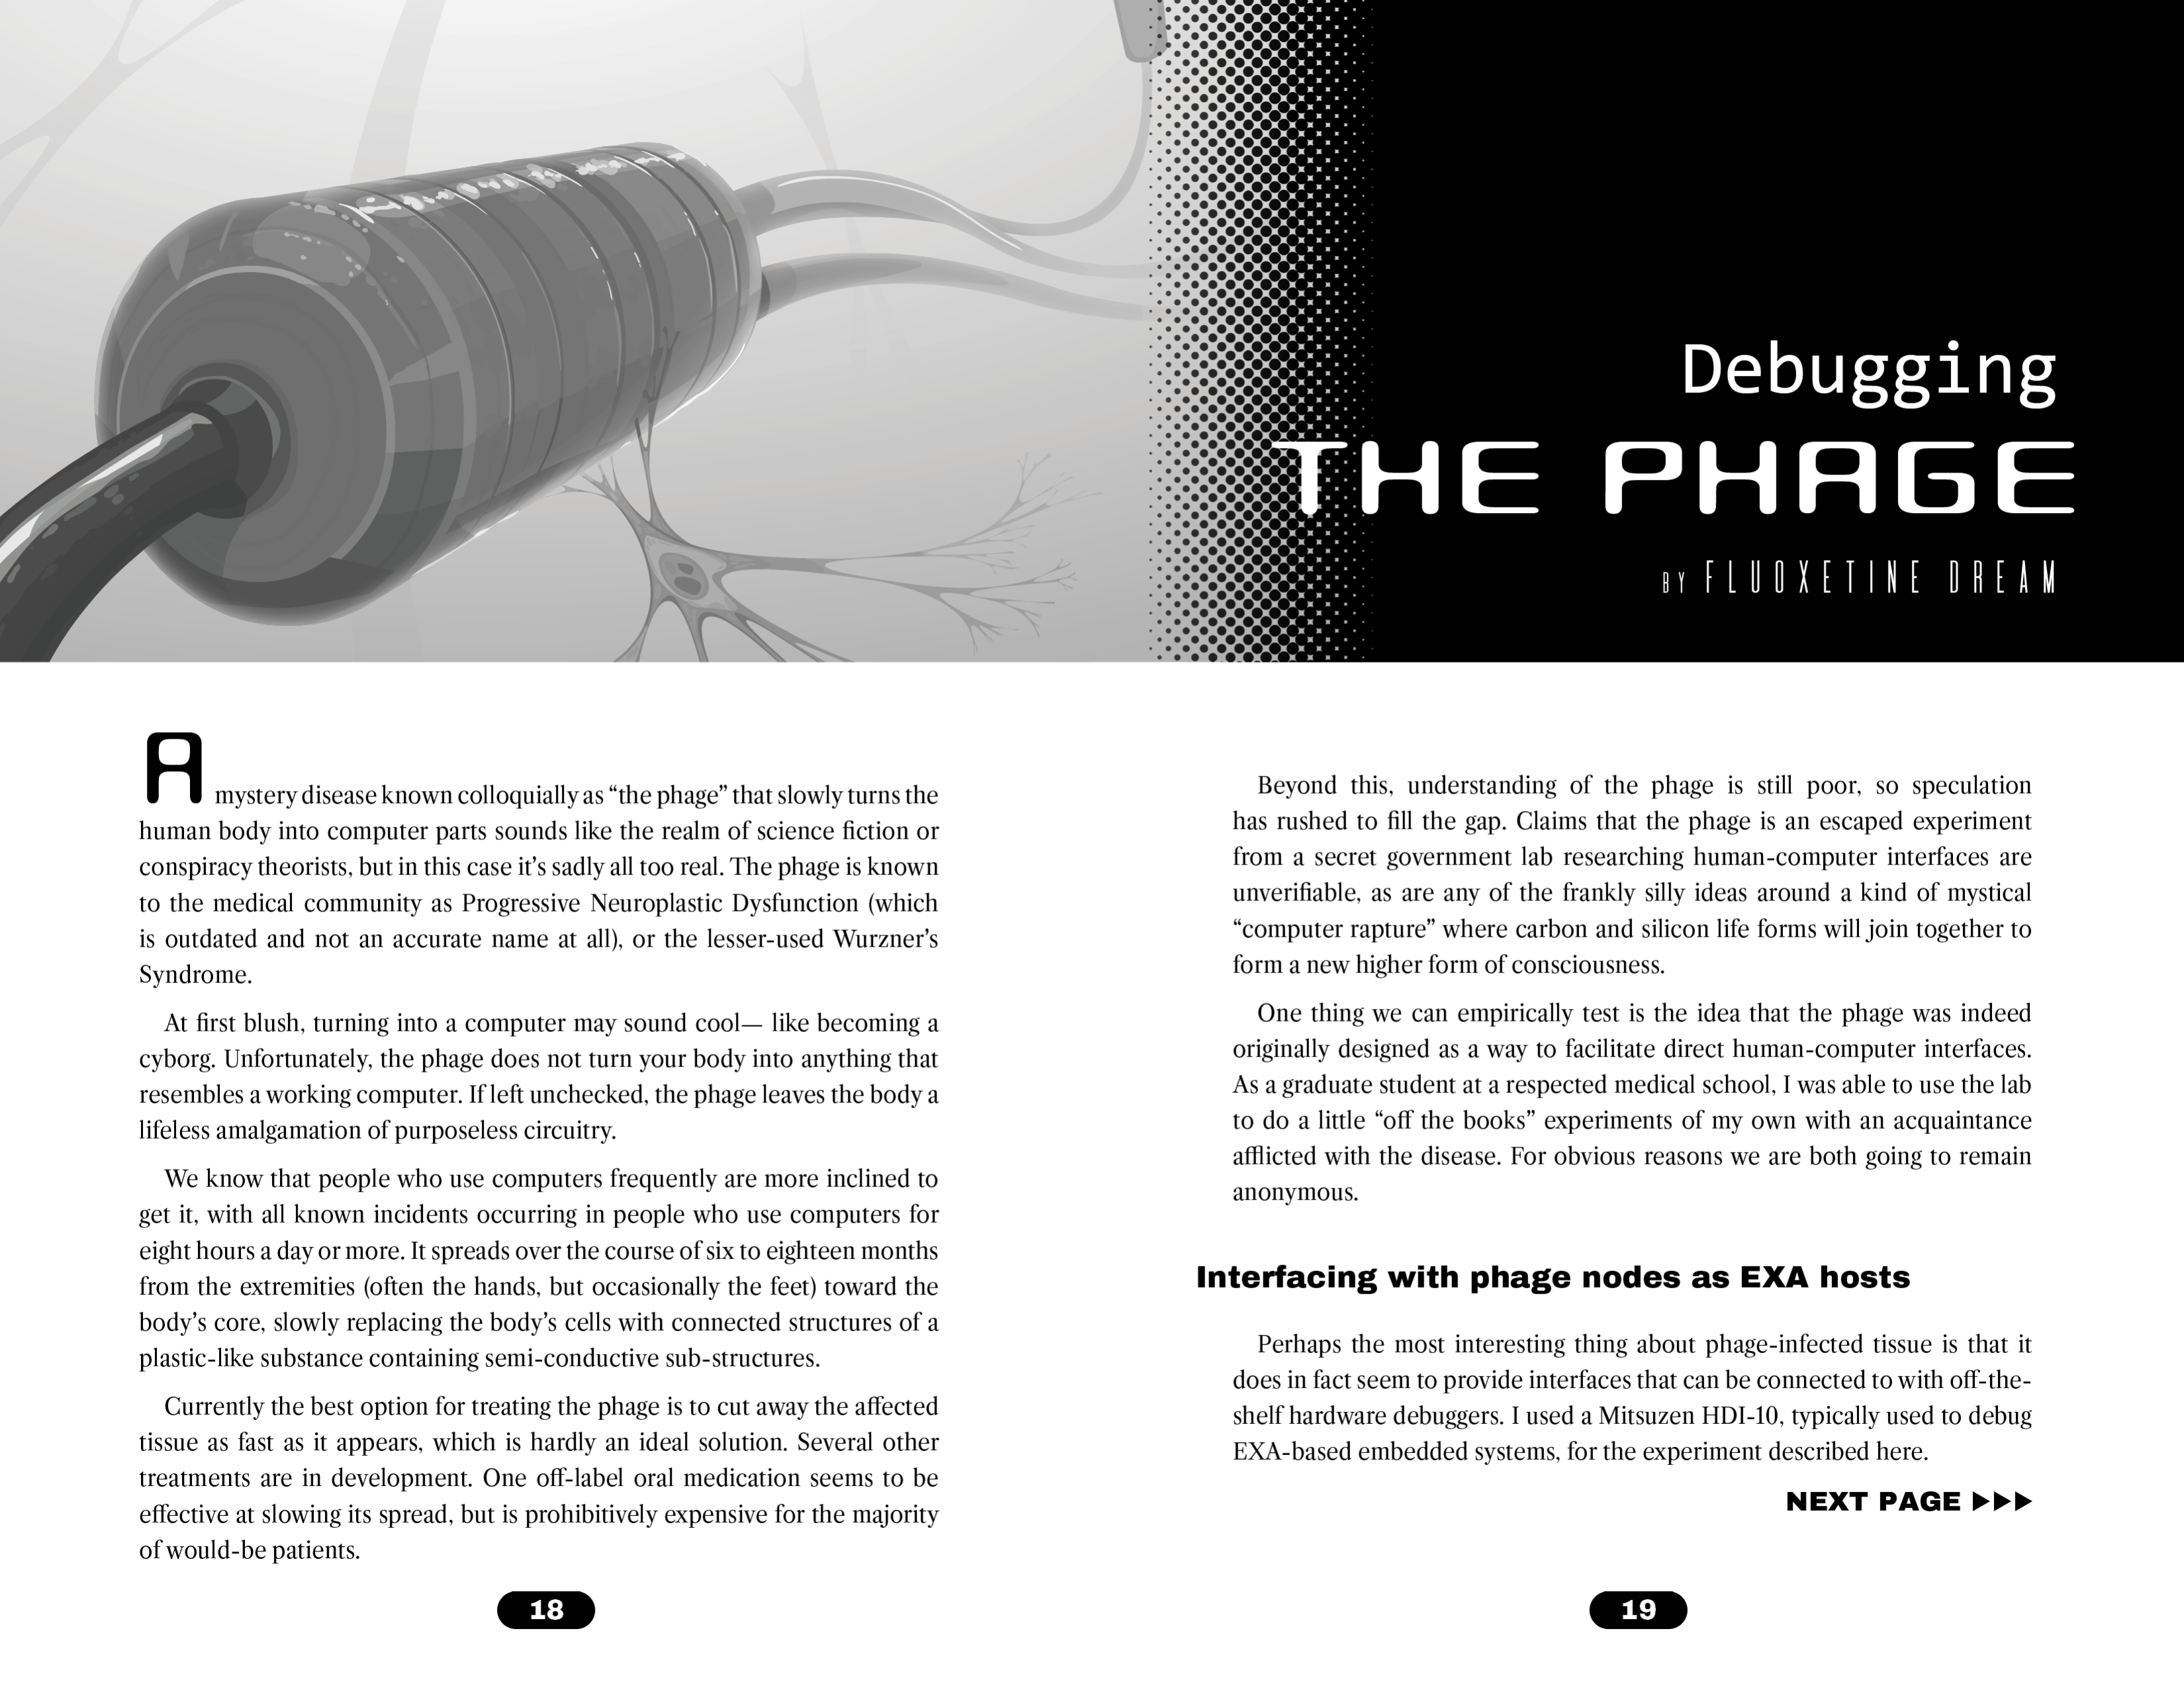 Debugging
THE PHAGE
BY FLUOXETINE DREAM
A mystery disease known colloquially as “the phage” that slowly turns the
human body into computer parts sounds like the realm of science fiction or
conspiracy theorists, but in this case it’s sadly all too real. The phage is known
to the medical community as Progressive Neuroplastic Dysfunction (which
is outdated and not an accurate name at all), or the lesser-used Wurzner’s
Syndrome.
At first blush, turning into a computer may sound cool— like becoming a
cyborg. Unfortunately, the phage does not turn your body into anything that
resembles a working computer. If left unchecked, the phage leaves the body a
lifeless amalgamation of purposeless circuitry.
We know that people who use computers frequently are more inclined to
get it, with all known incidents occurring in people who use computers for
eight hours a day or more. It spreads over the course of six to eighteen months
from the extremities (often the hands, but occasionally the feet) toward the
body’s core, slowly replacing the body’s cells with connected structures of a
plastic-like substance containing semi-conductive sub-structures.
Currently the best option for treating the phage is to cut away the affected
tissue as fast as it appears, which is hardly an ideal solution. Several other
treatments are in development. One off-label oral medication seems to be
effective at slowing its spread, but is prohibitively expensive for the majority
of would-be patients.
18
Beyond this, understanding of the phage is still poor, so speculation
has rushed to fill the gap. Claims that the phage is an escaped experiment
from a secret government lab researching human-computer interfaces are
unverifiable, as are any of the frankly silly ideas around a kind of mystical
“computer rapture” where carbon and silicon life forms will join together to
form a new higher form of consciousness.
One thing we can empirically test is the idea that the phage was indeed
originally designed as a way to facilitate direct human-computer interfaces.
As a graduate student at a respected medical school, I was able to use the lab
to do a little “off the books” experiments of my own with an acquaintance
afflicted with the disease. For obvious reasons we are both going to remain
anonymous.
Interfacing with phage nodes as EXA hosts
Perhaps the most interesting thing about phage-infected tissue is that it
does in fact seem to provide interfaces that can be connected to with off-the-
shelf hardware debuggers. I used a Mitsuzen HDI-10, typically used to debug
EXA-based embedded systems, for the experiment described here.
NEXT PAGE ▶▶▶
19